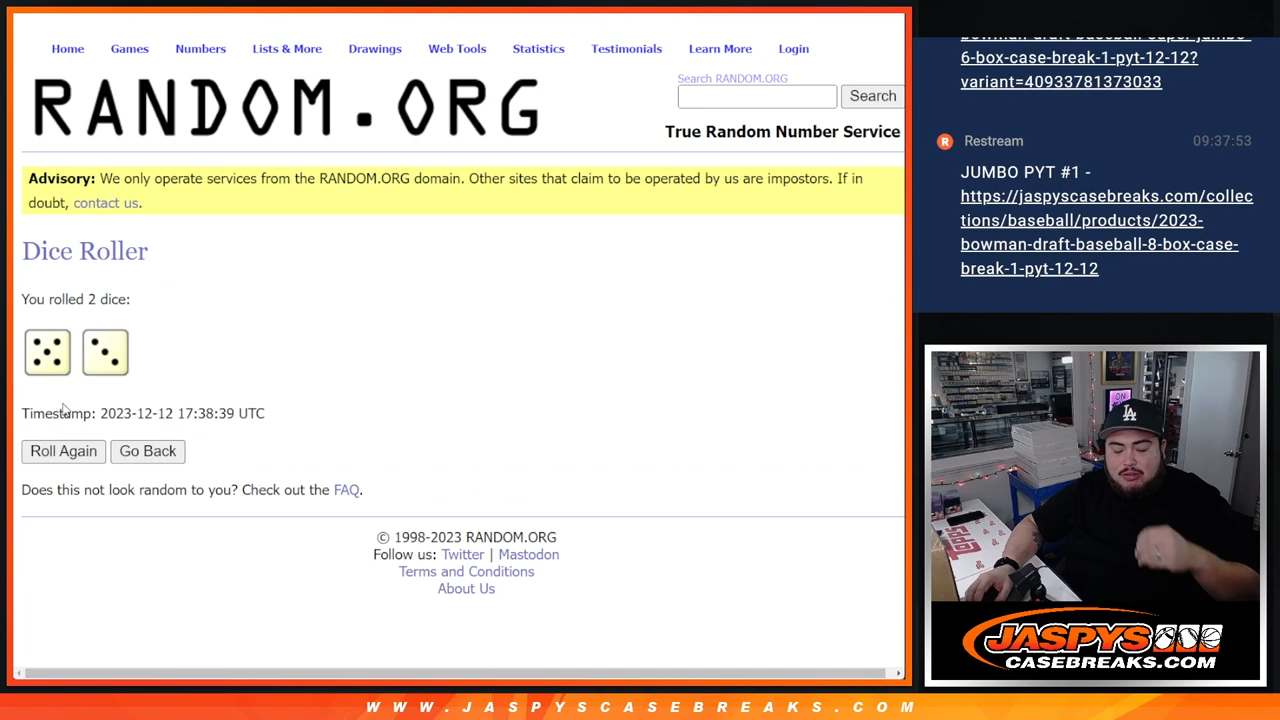 Home Games Numbers Lists & More Drawings Web Tools Statistics Testimonials Learn More Login
RANDOM.ORG
Search RANDOM.ORG
Search
True Random Number Service
Advisory: We only operate services from the RANDOM.ORG domain. Other sites that claim to be operated by us are impostors. If in
doubt, contact us.
Dice Roller
You rolled 2 dice:
Timestamp: 2023-12-12 17:38:39 UTC
Roll Again Go Back
Does this not look random to you? Check out the FAQ.
© 1998-2023 RANDOM.ORG
Follow us: Twitter | Mastodon
Terms and Conditions
About Us
bowman-draft-baseball-super-jumbo-
6-box-case-break-1-pyt-12-12?
variant=40933781373033
R Restream 09:37:53
JUMBO PYT #1 -
https://jaspyscasebreaks.com/collec
tions/baseball/products/2023-
bowman-draft-baseball-8-box-case-
break-1-pyt-12-12
LA
TOPPS
JASPYS
CASEBREAKS.COM
WWW.JASPYSCASEBREAKS.COM